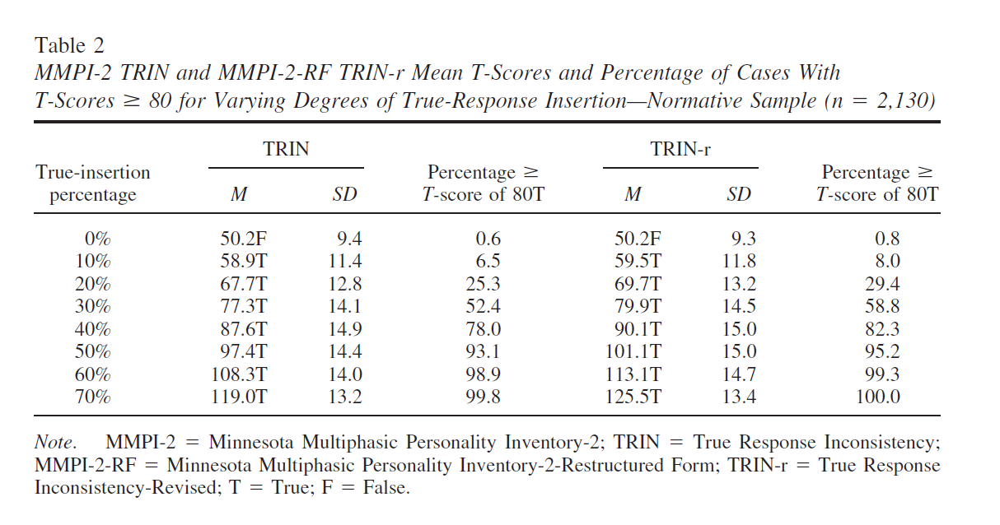 Table 2
MMPI-2 TRIN and MMPI-2-RF TRIN-r Mean T-Scores and Percentage of Cases With
T-Scores ≥ 80 for Varying Degrees of True-Response Insertion—Normative Sample (n = 2,130)
TRIN TRIN-r
True-insertion Percentage ≥ Percentage ≥
percentage M SD T-score of 80T M SD T-score of 80T
0% 50.2F 9.4 0.6 50.2F 9.3 0.8
10% 58.9T 11.4 6.5 59.5T 11.8 8.0
20% 67.7T 12.8 25.3 69.7T 13.2 29.4
30% 77.3T 14.1 52.4 79.9T 14.5 58.8
40% 87.6T 14.9 78.0 90.1T 15.0 82.3
50% 97.4T 14.4 93.1 101.1T 15.0 95.2
60% 108.3T 14.0 98.9 113.1T 14.7 99.3
70% 119.0T 13.2 99.8 125.5T 13.4 100.0
Note. MMPI-2 = Minnesota Multiphasic Personality Inventory-2; TRIN = True Response Inconsistency;
MMPI-2-RF = Minnesota Multiphasic Personality Inventory-2-Restructured Form; TRIN-r = True Response
Inconsistency-Revised; T = True; F = False.